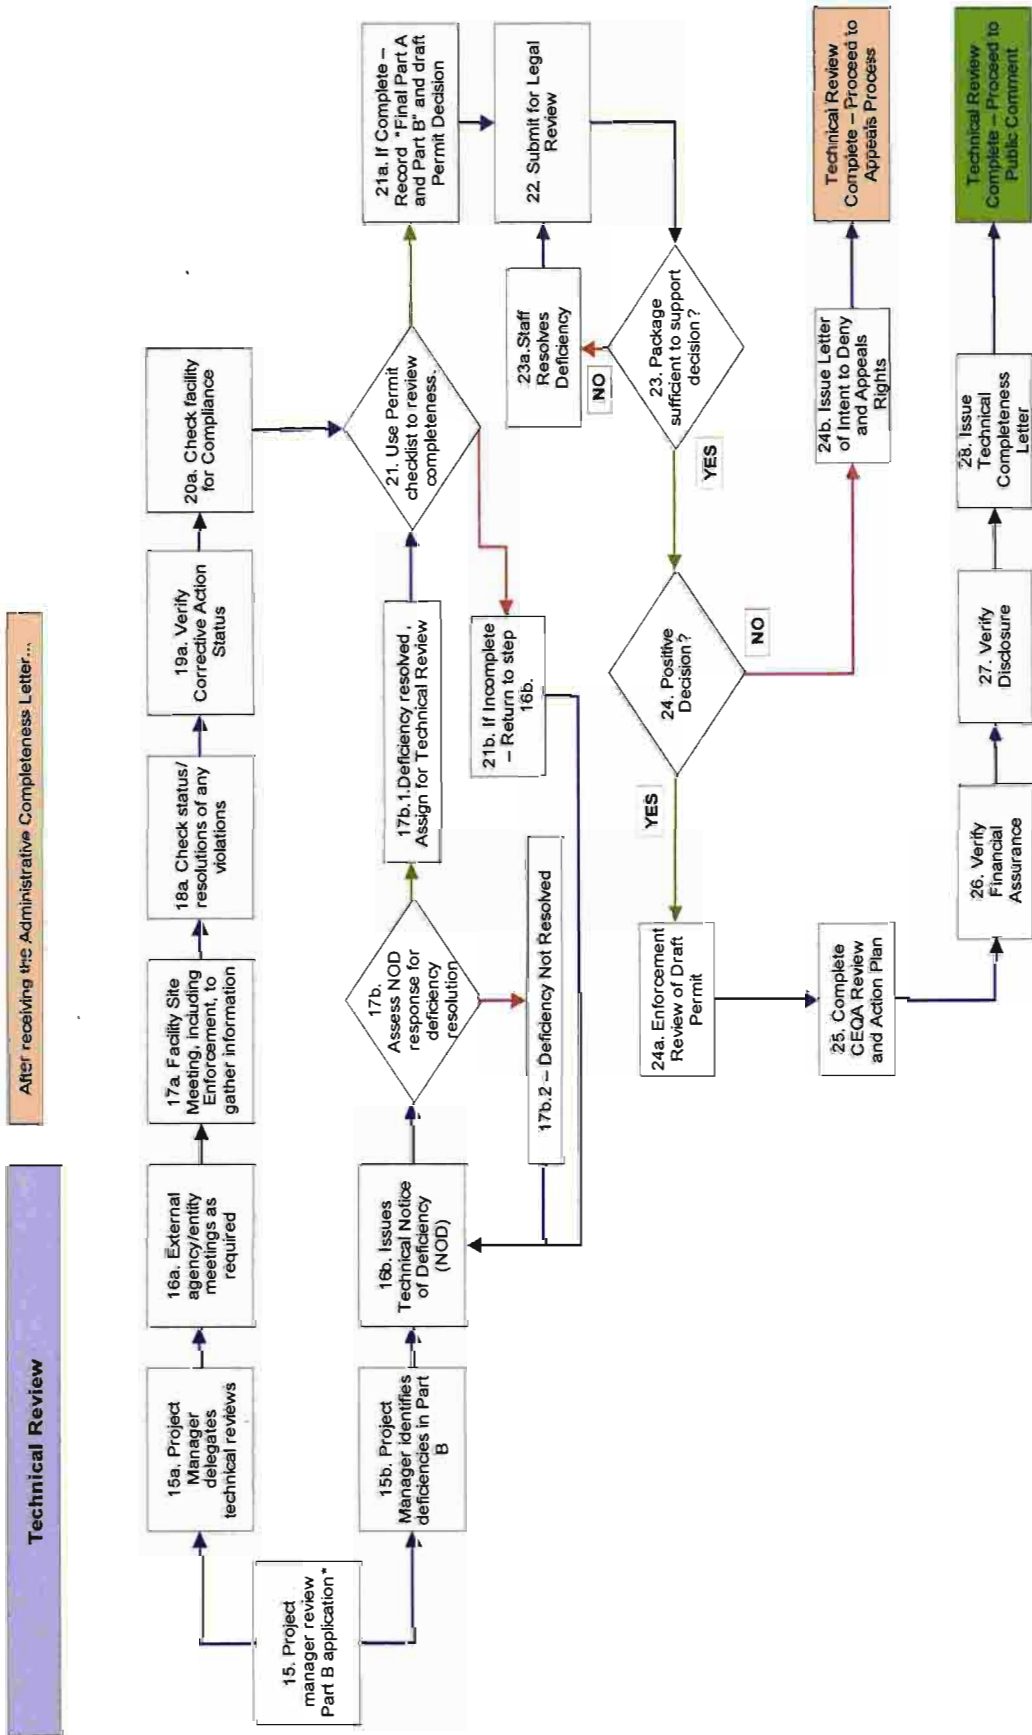 Technical Review
After receiving the Administrative Completeness Letter...
15. Project
manager review
Part B application*
15a. Project
Manager
delegates
technical reviews
16a. External
agency/entity
meetings as
required
17a. Facility Site
Meeting, including
Enforcement, to
gather information
18a. Check status/
resolutions of any
violations
19a. Verify
Corrective Action
Status
20a. Check facility
for Compliance
15b. Project
Manager identifies
deficiencies in Part
B
16b. Issues
Technical Notice
of Deficiency
(NOD)
17b.
Assess NOD
response for
deficiency
resolution
17b.1.Deficiency resolved,
Assign for Technical Review
17b.2 – Deficiency Not Resolved
21. Use Permit
checklist to review
completeness.
21a. If Complete –
Record "Final Part A
and Part B" and draft
Permit Decision
21b. If Incomplete
– Return to step
16b.
22. Submit for Legal
Review
23a.Staff
Resolves
Deficiency
NO
23. Package
sufficient to support
decision?
YES
24. Positive
Decision?
NO
YES
24a. Enforcement
Review of Draft
Permit
24b. Issue Letter
of Intent to Deny
and Appeals
Rights
Technical Review
Complete – Proceed to
Appeals Process
25. Complete
CEQA Review
and Action Plan
26. Verify
Financial
Assurance
27. Verify
Disclosure
28. Issue
Technical
Completeness
Letter
Technical Review
Complete – Proceed to
Public Comment